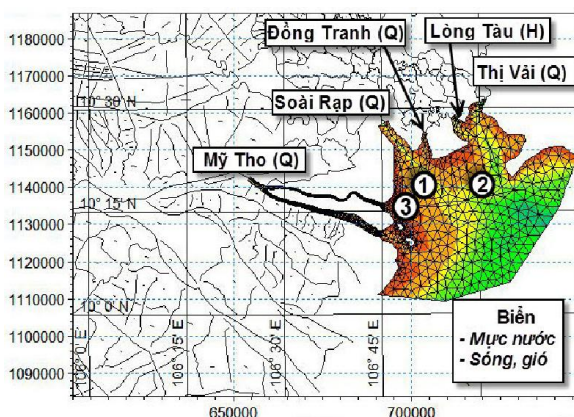 1180000
1170000
1160000
1150000
1140000
1130000
1120000
1110000
1100000
1090000
Đồng Tranh (Q)
Lòng Tàu (H)
Thị Vải (Q)
Soài Rạp (Q)
Mỹ Tho (Q)
10° 30' N
10° 15' N
10° 0' N
1
2
3
Biển
- Mực nước
- Sóng, gió
106° 0' E
106° 15' E
106° 30' E
106° 45' E
650000
700000